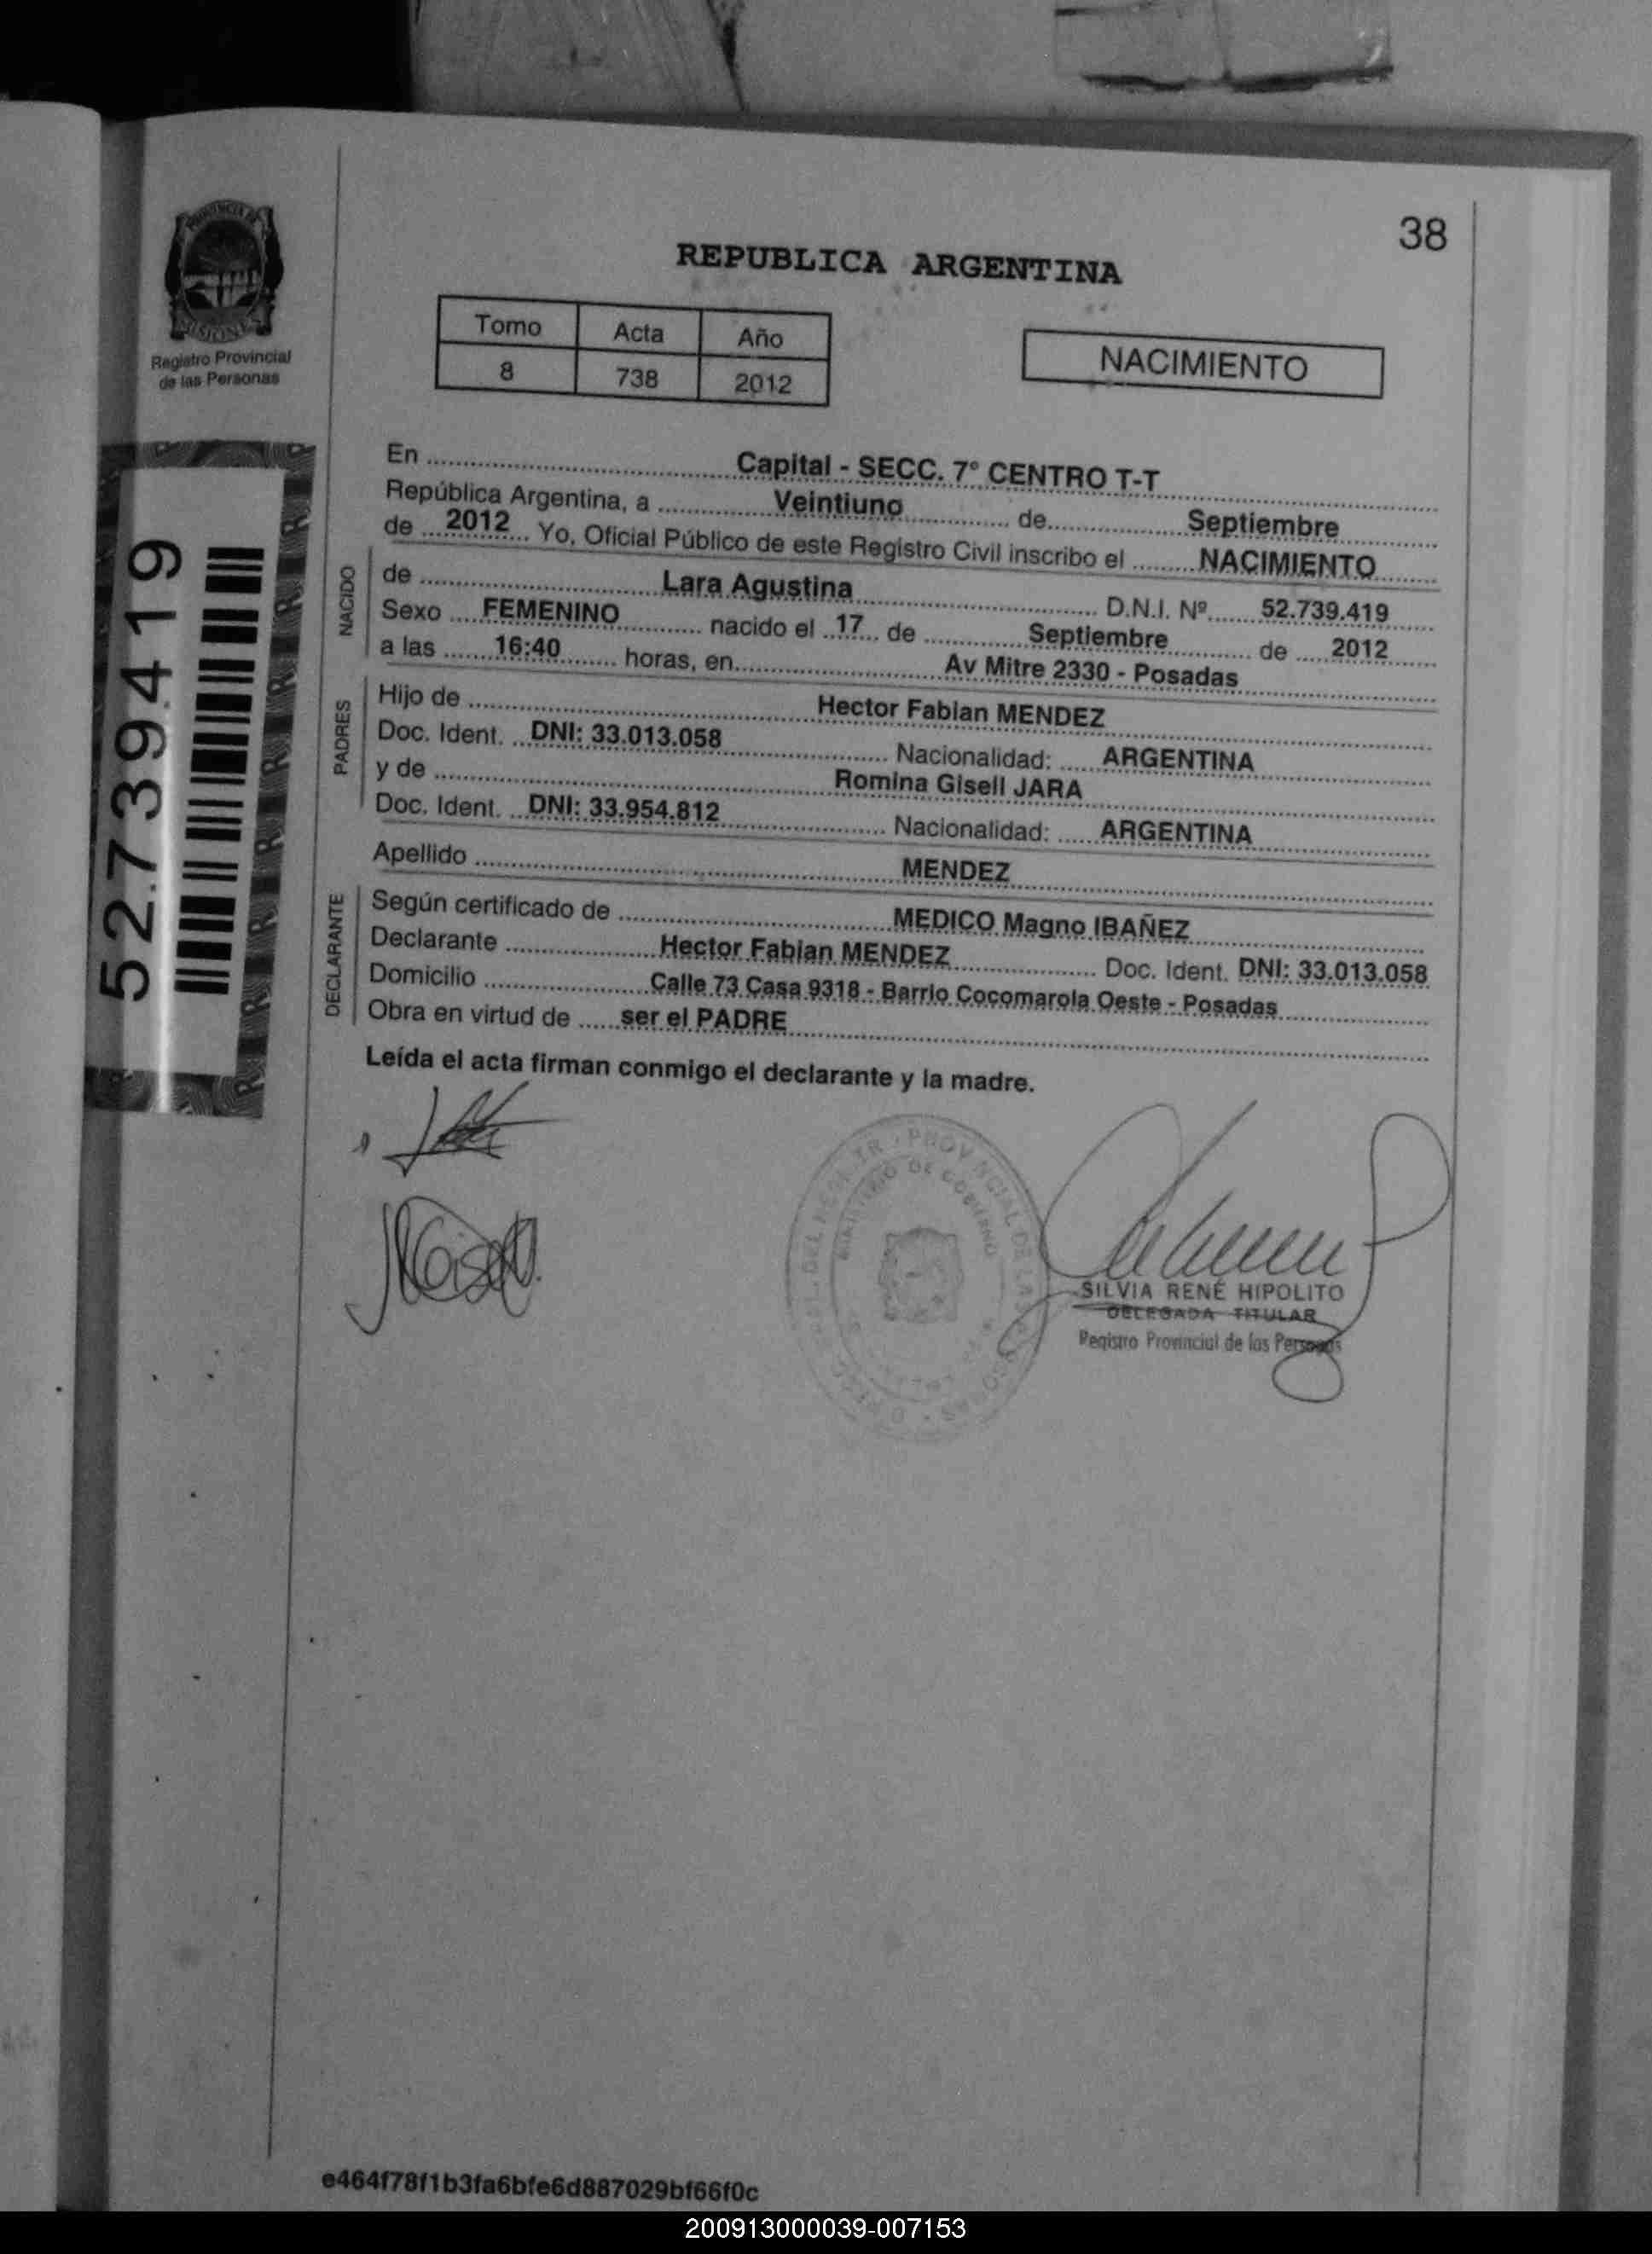 38
PROVINCIA DE
MISIONES
Registro Provincial
de las Personas
REPUBLICA ARGENTINA
Tomo Acta Año
8 738 2012
NACIMIENTO
52.739.419
En Capital - SECC. 7º CENTRO T-T
República Argentina, a Veintiuno de Septiembre
de 2012 Yo, Oficial Público de este Registro Civil inscribo el NACIMIENTO
NACIDO
de Lara Agustina D.N.I. Nº 52.739.419
Sexo FEMENINO nacido el 17 de Septiembre de 2012
a las 16:40 horas, en Av Mitre 2330 - Posadas
PADRES
Hijo de Hector Fabian MENDEZ
Doc. Ident. DNI: 33.013.058 Nacionalidad: ARGENTINA
y de Romina Gisell JARA
Doc. Ident. DNI: 33.954.812 Nacionalidad: ARGENTINA
Apellido MENDEZ
DECLARANTE
Según certificado de MEDICO Magno IBAÑEZ
Declarante Hector Fabian MENDEZ Doc. Ident. DNI: 33.013.058
Domicilio Calle 73 Casa 9318 - Barrio Cocomarola Oeste - Posadas
Obra en virtud de ser el PADRE
Leída el acta firman conmigo el declarante y la madre.
SILVIA RENÉ HIPOLITO
DELEGADA TITULAR
Registro Provincial de las Personas
e464f78f1b3fa6bfe6d887029bf66f0c
200913000039-007153